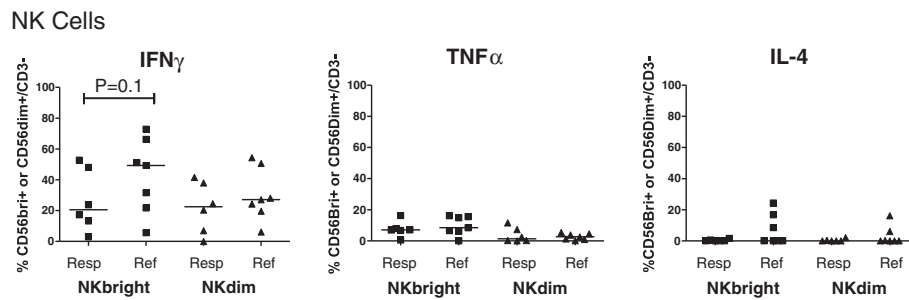 NK Cells
IFNγ
% CD56bri+ or CD56dim+/CD3-
100
80
60
40
20
0
P=0.1
Resp Ref Resp Ref
NKbright NKdim
TNF α
% CD56Bri+ or CD56Dim+/CD3-
100
80
60
40
20
0
Resp Ref Resp Ref
NKbright NKdim
IL-4
%CD56Bri+ or CD56Dim+/CD3-
100
80
60
40
20
0
Resp Ref Resp Ref
NKbright NKdim